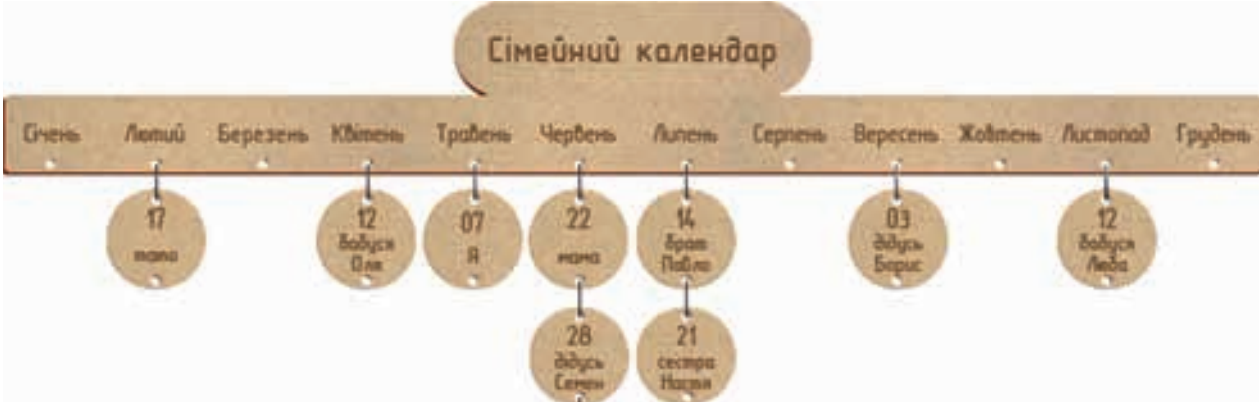 Сімейний календар
Січень Лютий Березень Квітень Травень Червень Липень Серпень Вересень Жовтень Листопад Грудень
17
тато
12
бабуся
Оля
07
Я
22
мама
14
брат
Павло
03
дідусь
Борис
12
бабуся
Люда
28
дідусь
Семен
21
сестра
Настя